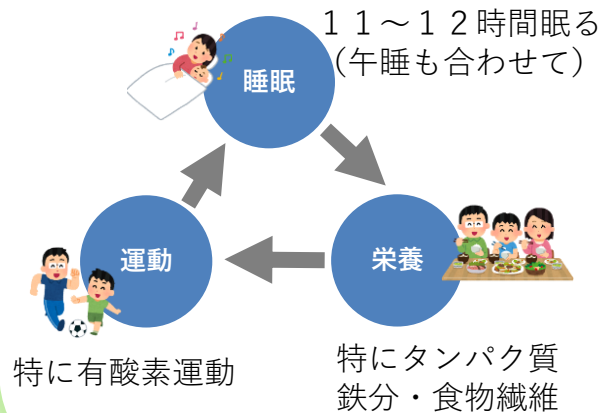 １１～１２時間眠る
(午睡も合わせて)
睡眠
運動
栄養
特に有酸素運動
特にタンパク質
鉄分・食物繊維